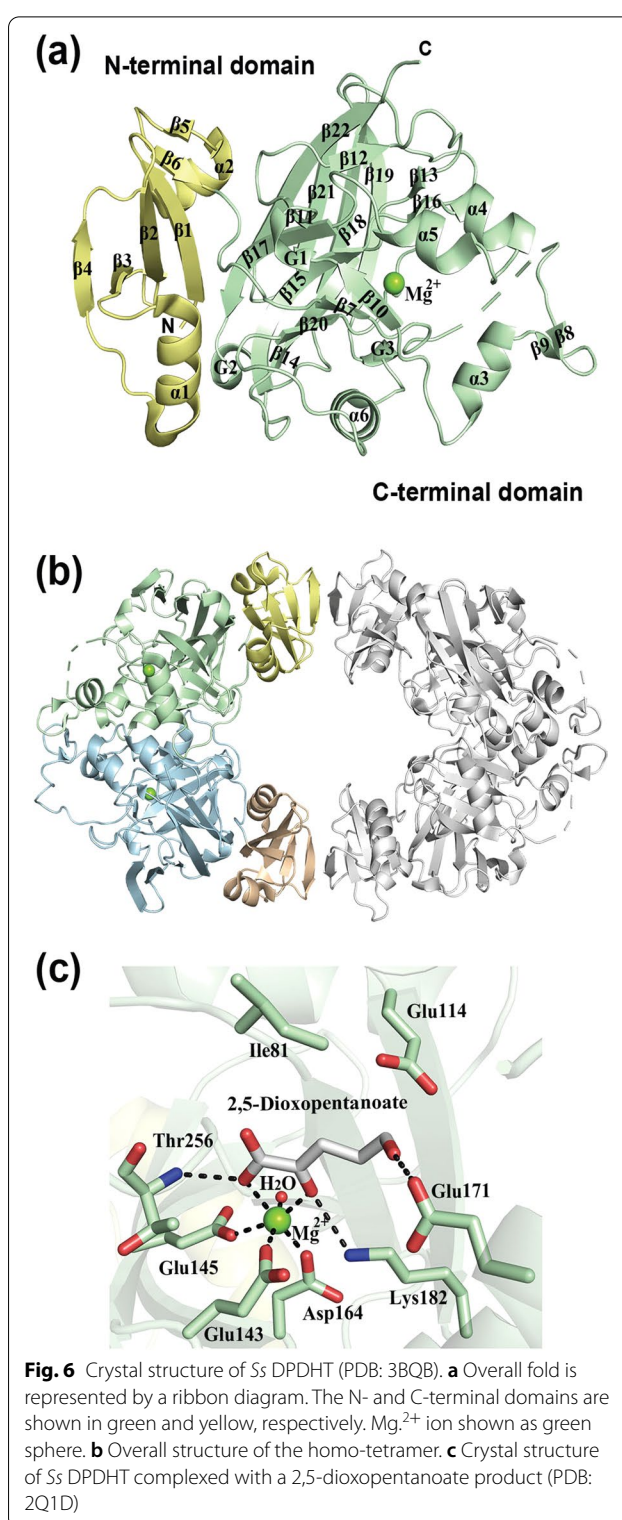 (a)
N-terminal domain
C
β5
β6
α2
β22
β12
β19
β13
β21
β16
α4
β11
β2
β1
β18
α5
β4
β3
β17
G1
β15
Mg2+
N
β7
β10
β20
G3
β9
β8
G2
β14
α3
α1
α6
C-terminal domain
(b)
(c)
Glu114
Ile81
2,5-Dioxopentanoate
Thr256
H2O
Glu171
Mg2+
Glu145
Lys182
Asp164
Glu143
Fig. 6 Crystal structure of Ss DPDHT (PDB: 3BQB). a Overall fold is
represented by a ribbon diagram. The N- and C-terminal domains are
shown in green and yellow, respectively. Mg.2+ ion shown as green
sphere. b Overall structure of the homo-tetramer. c Crystal structure
of Ss DPDHT complexed with a 2,5-dioxopentanoate product (PDB:
2Q1D)